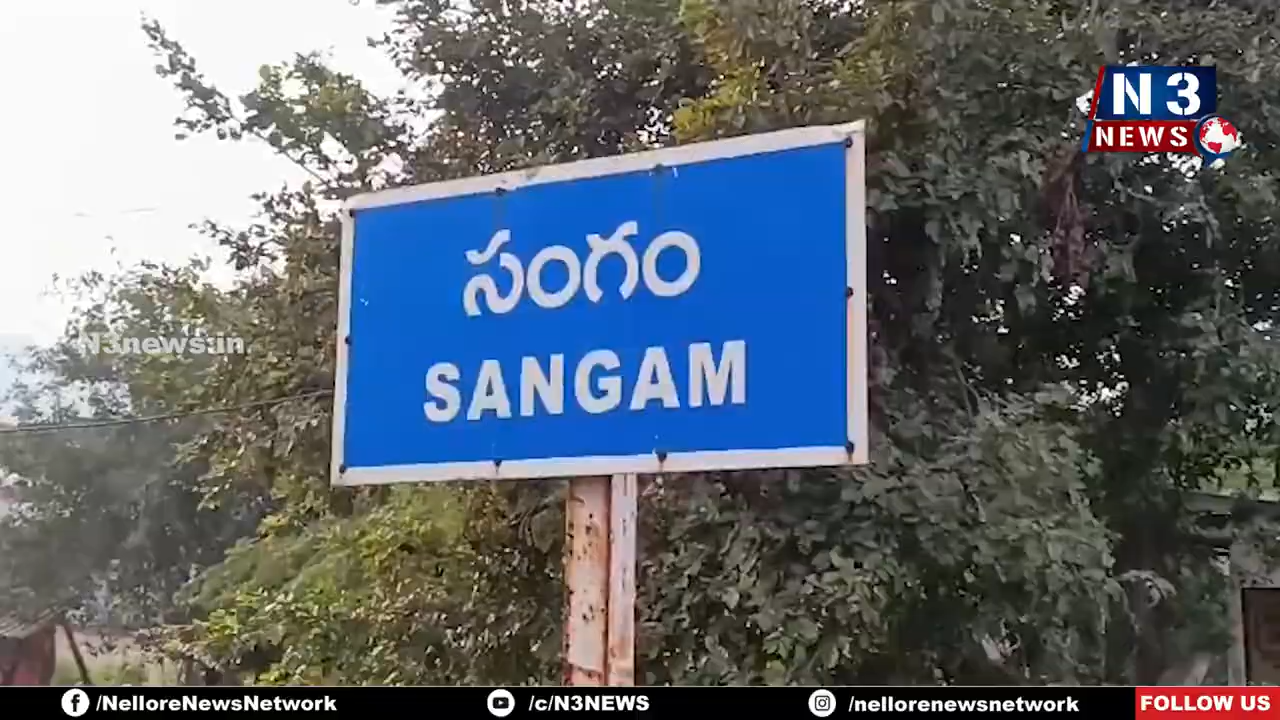 N3
NEWS
సంగం
SANGAM
N3news.in
/NelloreNewsNetwork
/c/N3NEWS
/nellorenewsnetwork
FOLLOW US